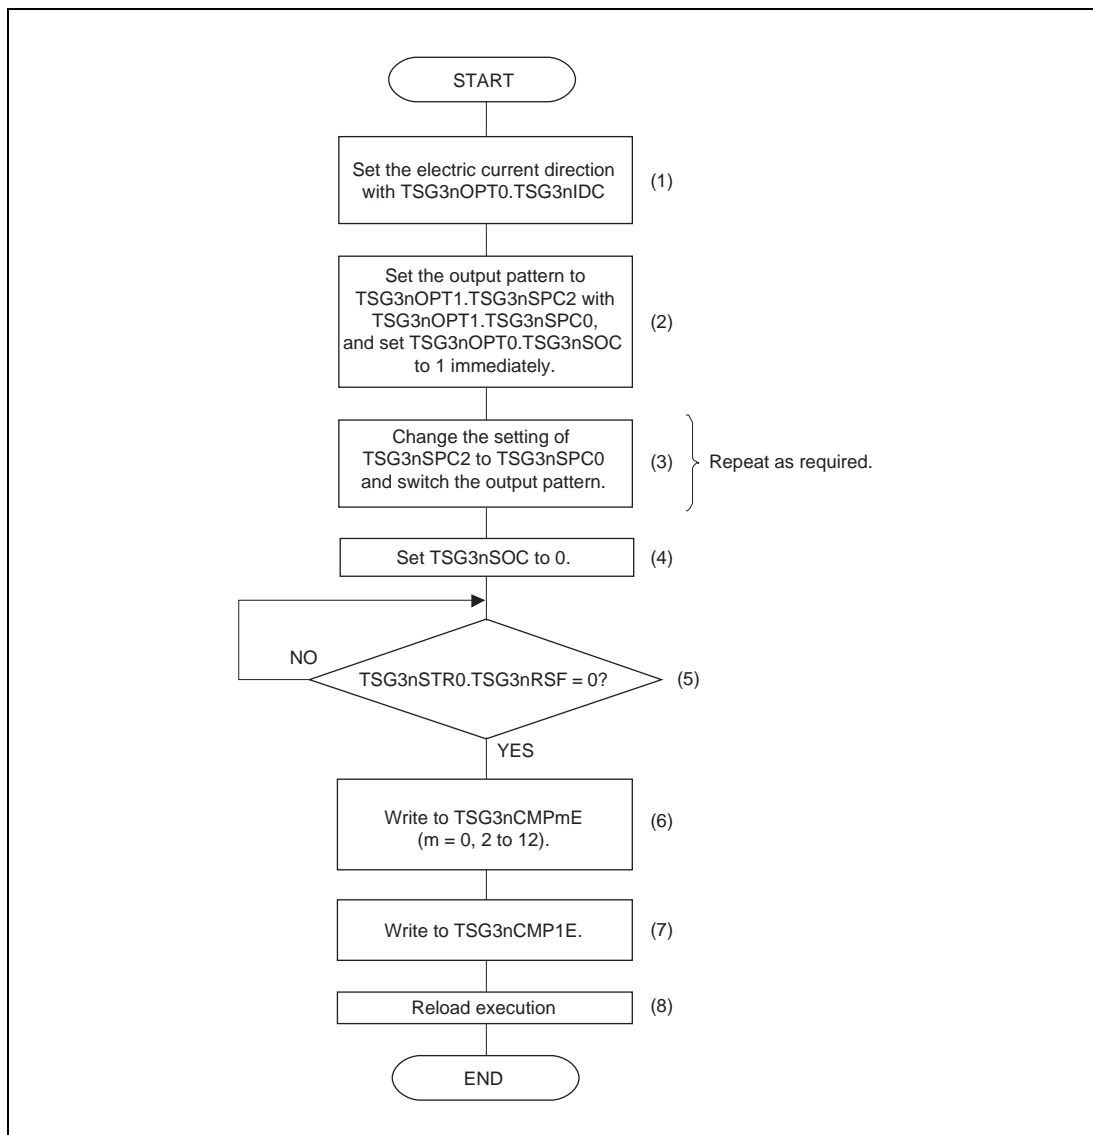 START
Set the electric current direction
with TSG3nOPT0.TSG3nIDC
(1)
Set the output pattern to
TSG3nOPT1.TSG3nSPC2 with
TSG3nOPT1.TSG3nSPC0,
and set TSG3nOPT0.TSG3nSOC
to 1 immediately.
(2)
Change the setting of
TSG3nSPC2 to TSG3nSPC0
and switch the output pattern.
(3)
Repeat as required.
Set TSG3nSOC to 0.
(4)
NO
TSG3nSTR0.TSG3nRSF = 0?
(5)
YES
Write to TSG3nCMPmE
(m = 0, 2 to 12).
(6)
Write to TSG3nCMP1E.
(7)
Reload execution
(8)
END